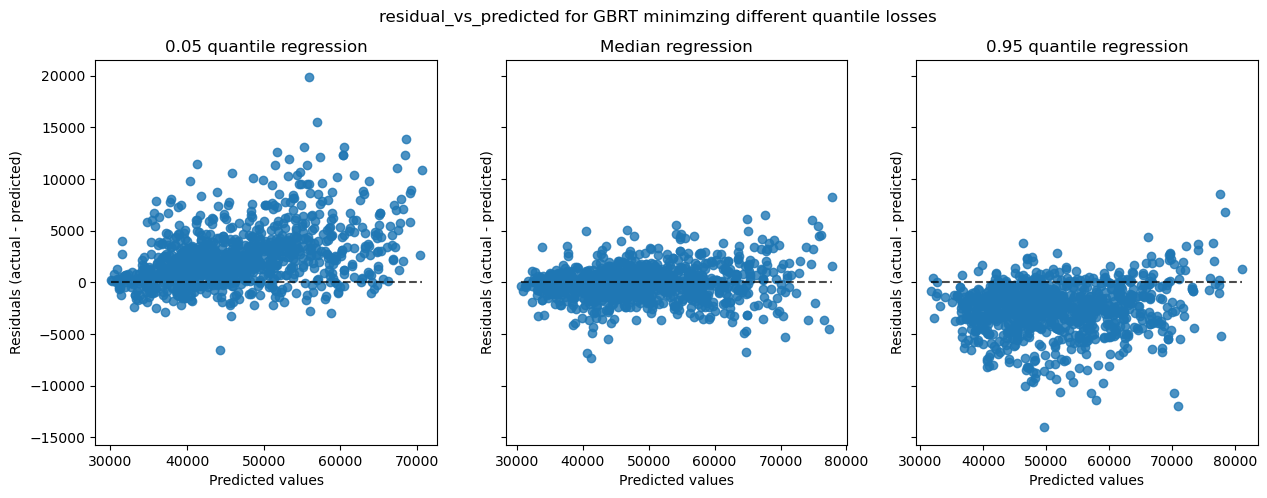 residual_vs_predicted for GBRT minimzing different quantile losses
0.05 quantile regression
Residuals (actual - predicted)
20000
15000
10000
5000
0
−5000
−10000
−15000
30000 40000 50000 60000 70000
Predicted values
Median regression
Residuals (actual - predicted)
30000 40000 50000 60000 70000 80000
Predicted values
0.95 quantile regression
Residuals (actual - predicted)
30000 40000 50000 60000 70000 80000
Predicted values